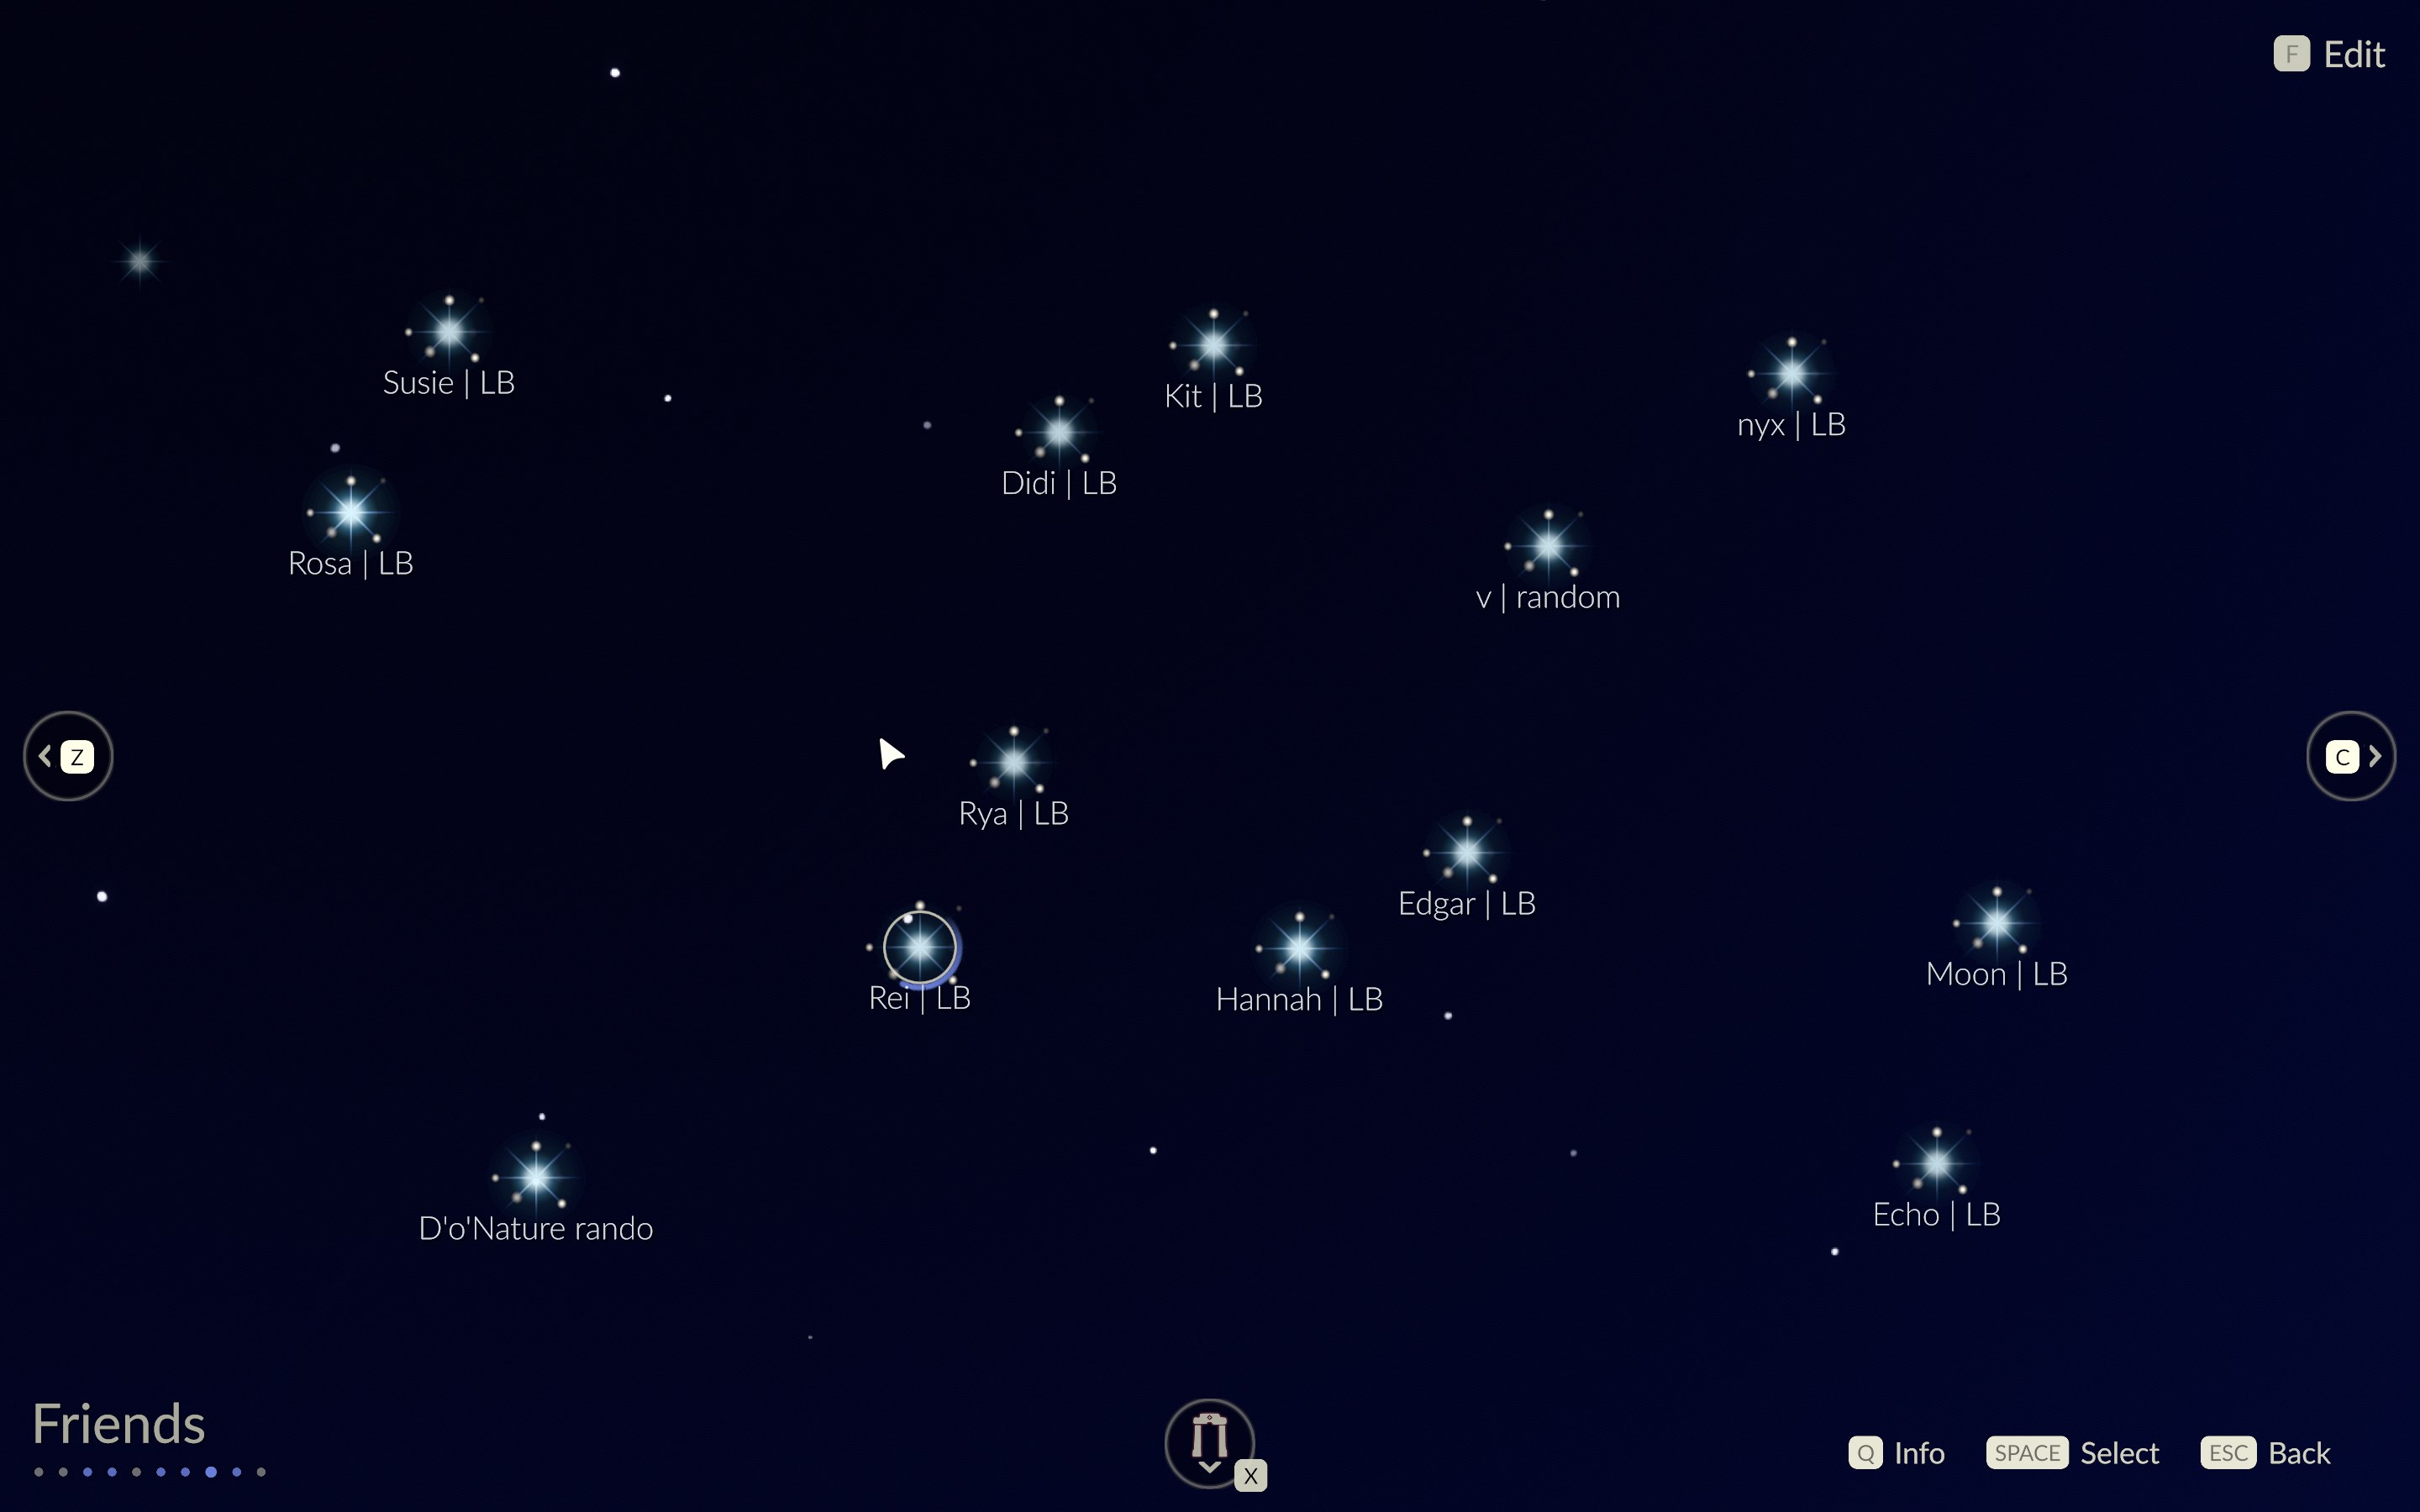 F Edit
Susie | LB
Kit | LB
nyx | LB
Didi | LB
Rosa | LB
v | random
Z
C
Rya | LB
Edgar | LB
Moon | LB
Rei | LB
Hannah | LB
Echo | LB
D'o'Nature rando
Friends
X
Q Info SPACE Select ESC Back